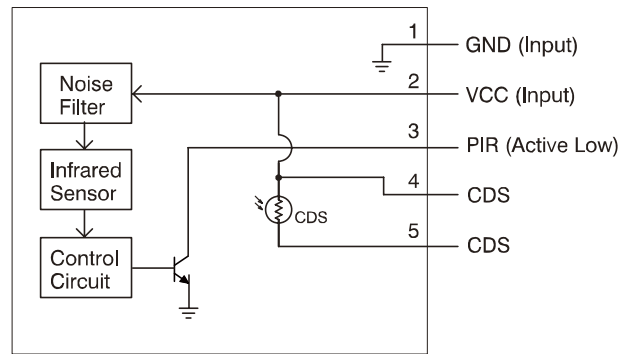 1
GND (Input)
Noise
Filter
2
VCC (Input)
3
PIR (Active Low)
Infrared
Sensor
4
CDS
CDS
5
CDS
Control
Circuit